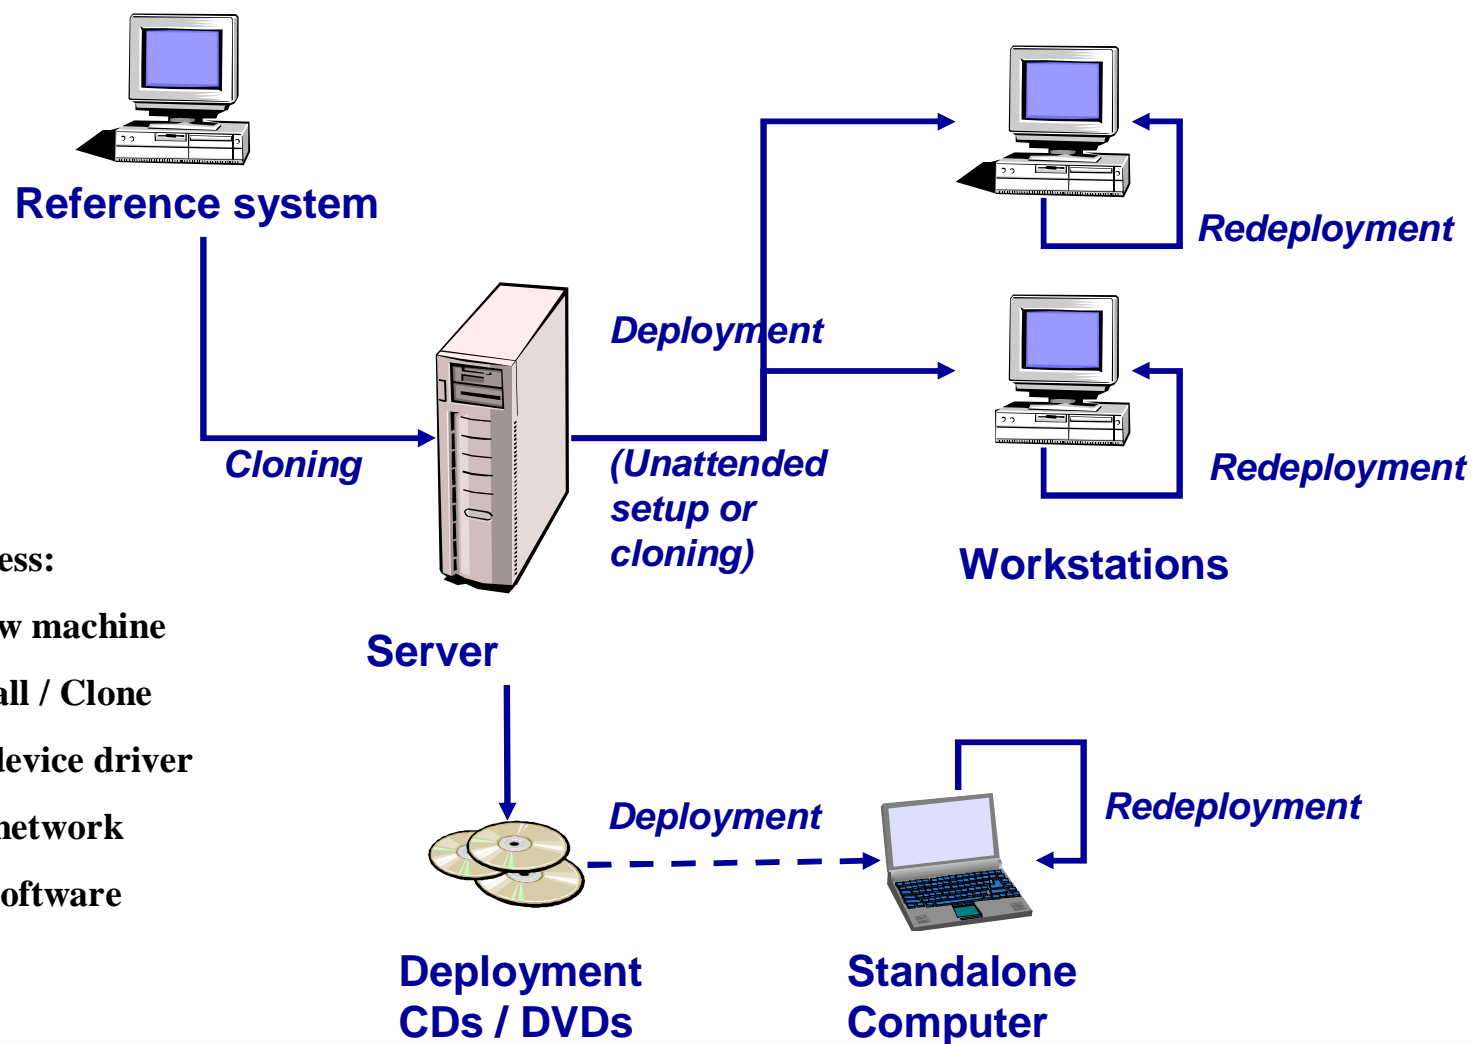 Reference system
Redeployment
Deployment
Cloning
(Unattended
setup or
cloning)
Redeployment
Workstations
ess:
w machine
all / Clone
device driver
network
oftware
Server
Deployment
Redeployment
Deployment
CDs / DVDs
Standalone
Computer